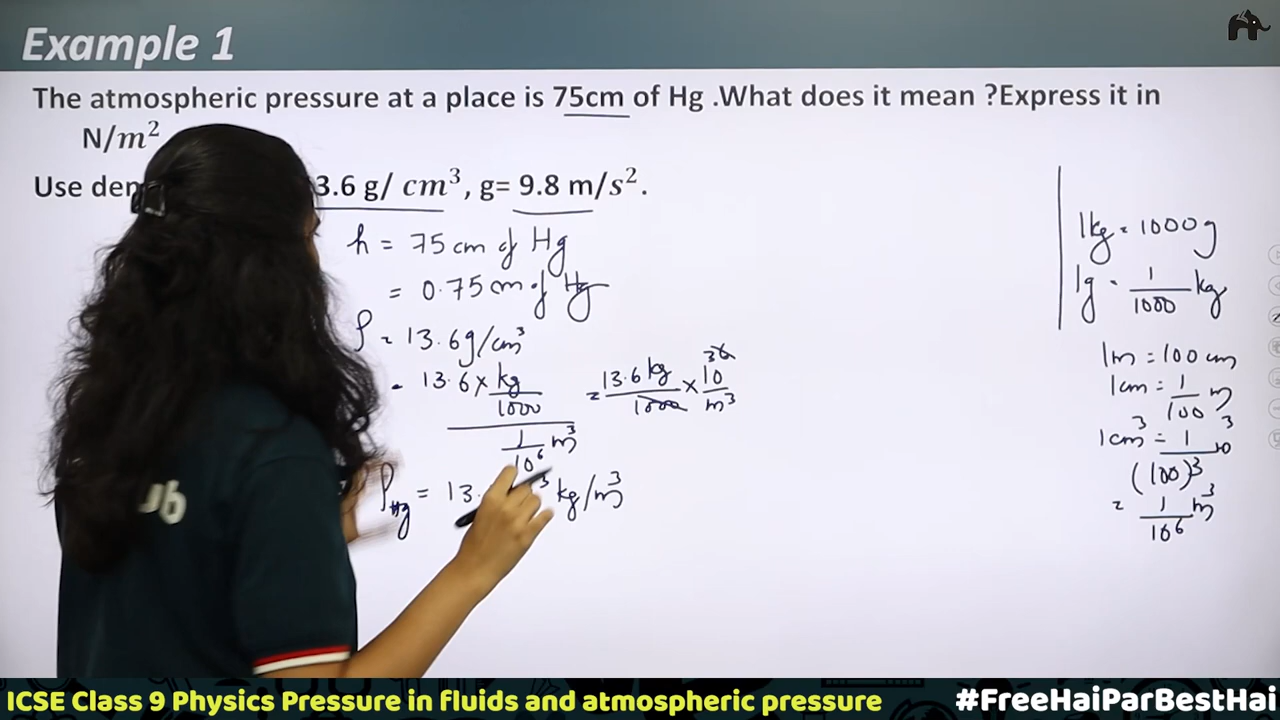 Example 1
The atmospheric pressure at a place is 75cm of Hg .What does it mean ?Express it in
N/m²
Use den 3.6 g/ cm³, g= 9.8 m/s².
h = 75 cm of Hg
= 0.75 cm of Hg
ρ = 13.6 g/cm³
= 13.6 × kg/1000 / 1/10⁶ m³ = 13.6 kg/1000 × 10³⁶/m³
ρHg = 13. ³ kg/m³
1kg = 1000 g
1g = 1/1000 kg
1m = 100 cm
1cm = 1/100 m
1cm³ = 1/(100)³ m³
= 1/10⁶ m³
ICSE Class 9 Physics Pressure in fluids and atmospheric pressure
#FreeHaiParBestHai